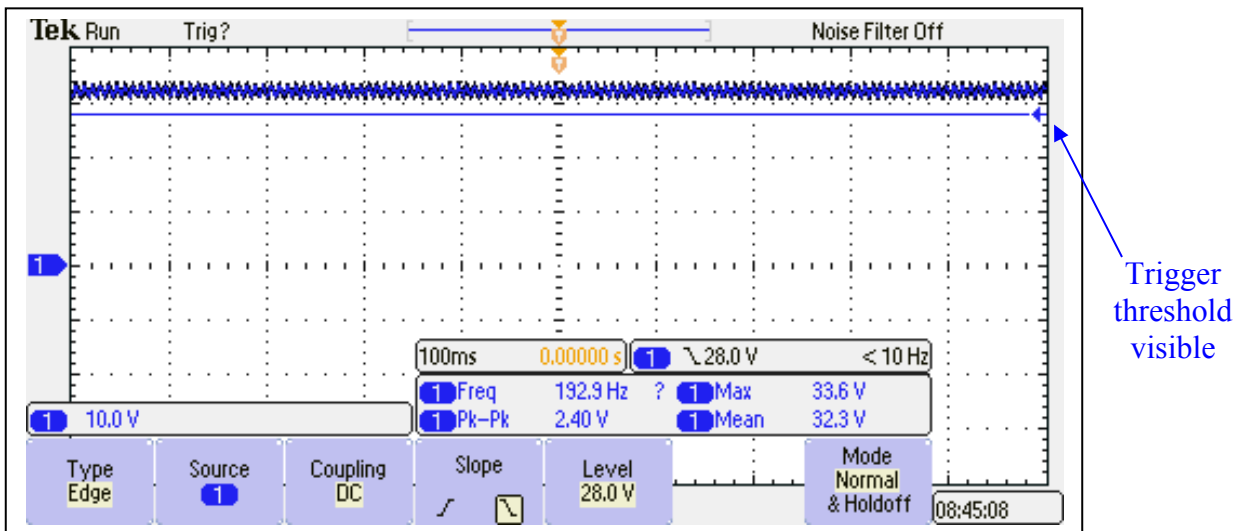 Tek Run Trig? Noise Filter Off
T
T
1
Trigger
threshold
visible
100ms 0.00000 s 1 28.0 V < 10 Hz
1 Freq 192.9 Hz ? 1 Max 33.6 V
1 Pk-Pk 2.40 V 1 Mean 32.3 V
1 10.0 V
Type
Edge
Source
1
Coupling
DC
Slope
Level
28.0 V
Mode
Normal
& Holdoff
08:45:08